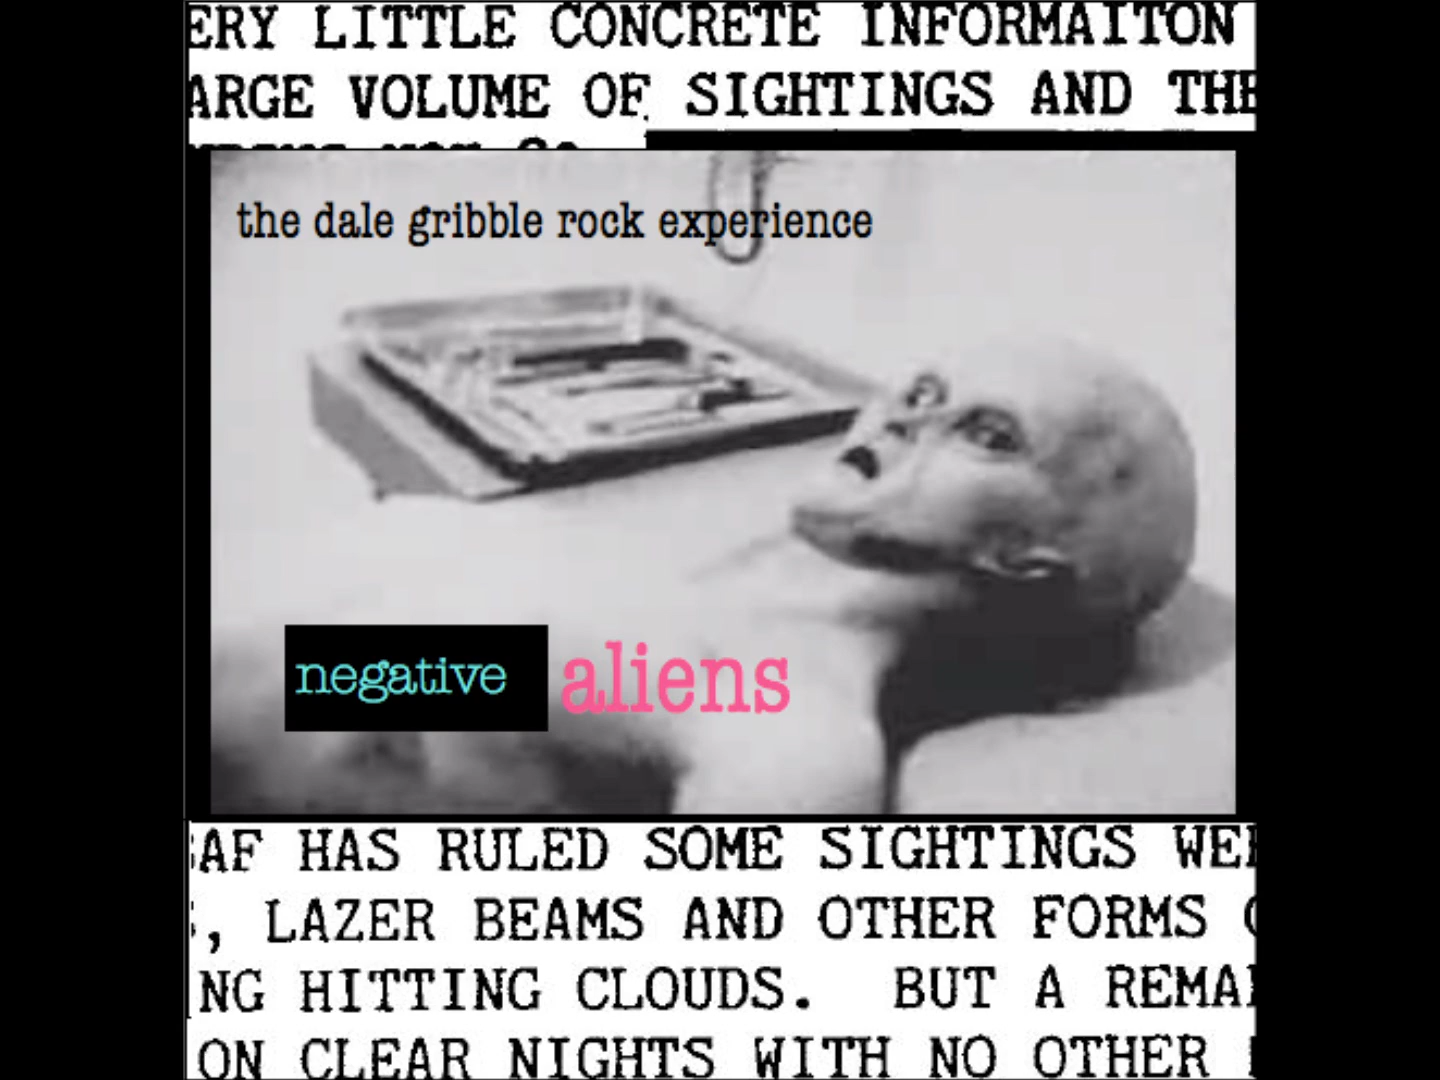 ERY LITTLE CONCRETE INFORMAITON
ARGE VOLUME OF SIGHTINGS AND THE
the dale gribble rock experience
negative aliens
AF HAS RULED SOME SIGHTINGS WE
, LAZER BEAMS AND OTHER FORMS
NG HITTING CLOUDS. BUT A REMA
ON CLEAR NIGHTS WITH NO OTHER